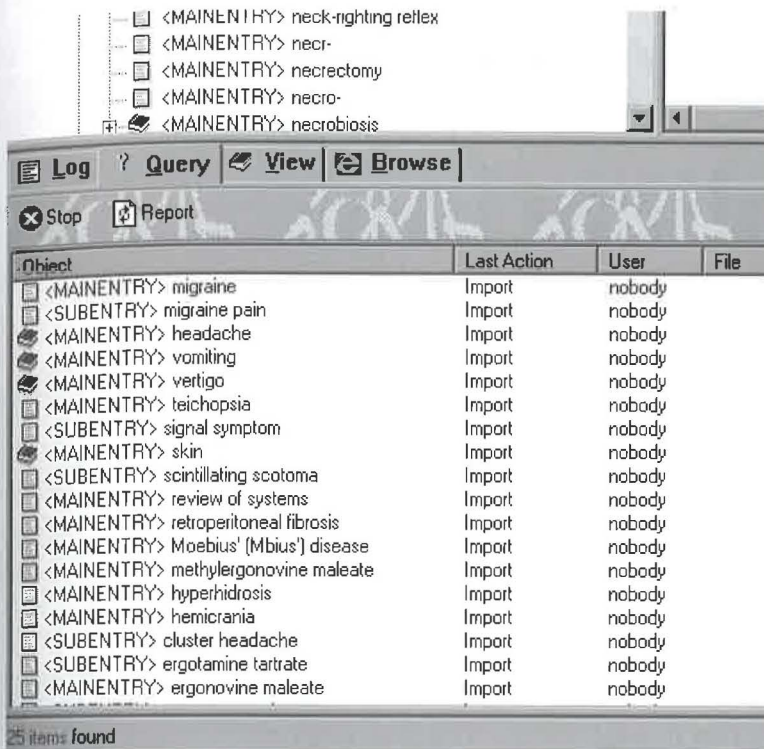 <MAINENTRY> neck-righting reflex
<MAINENTRY> necr-
<MAINENTRY> necrectomy
<MAINENTRY> necro-
<MAINENTRY> necrobiosis
Log ? Query View Browse
Stop Report
Object Last Action User File
<MAINENTRY> migraine Import nobody
<SUBENTRY> migraine pain Import nobody
<MAINENTRY> headache Import nobody
<MAINENTRY> vomiting Import nobody
<MAINENTRY> vertigo Import nobody
<MAINENTRY> teichopsia Import nobody
<SUBENTRY> signal symptom Import nobody
<MAINENTRY> skin Import nobody
<SUBENTRY> scintillating scotoma Import nobody
<MAINENTRY> review of systems Import nobody
<MAINENTRY> retroperitoneal fibrosis Import nobody
<MAINENTRY> Moebius' (Mbius') disease Import nobody
<MAINENTRY> methylergonovine maleate Import nobody
<MAINENTRY> hyperhidrosis Import nobody
<MAINENTRY> hemicrania Import nobody
<SUBENTRY> cluster headache Import nobody
<SUBENTRY> ergotamine tartrate Import nobody
<MAINENTRY> ergonovine maleate Import nobody
25 items found